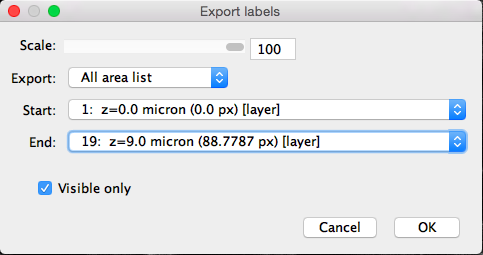 Export labels
Scale: 100
Export: All area list
Start: 1: z=0.0 micron (0.0 px) [layer]
End: 19: z=9.0 micron (88.7787 px) [layer]
Visible only
Cancel OK